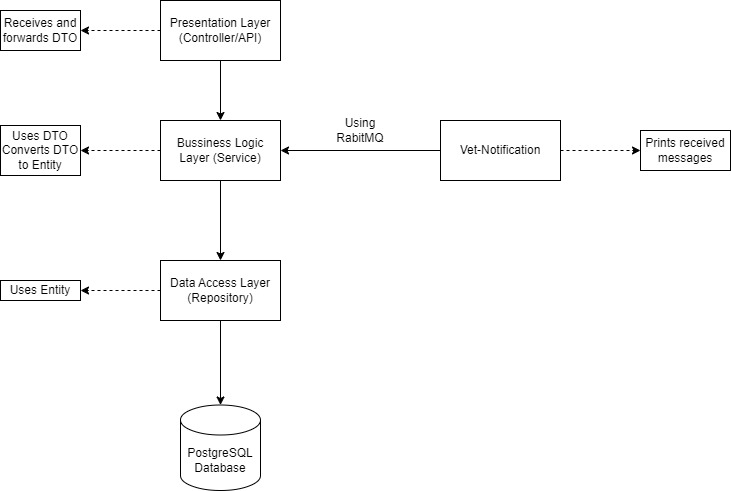 Receives and
forwards DTO
Presentation Layer
(Controller/API)
Uses DTO
Converts DTO
to Entity
Bussiness Logic
Layer (Service)
Using
RabitMQ
Vet-Notification
Prints received
messages
Uses Entity
Data Access Layer
(Repository)
PostgreSQL
Database